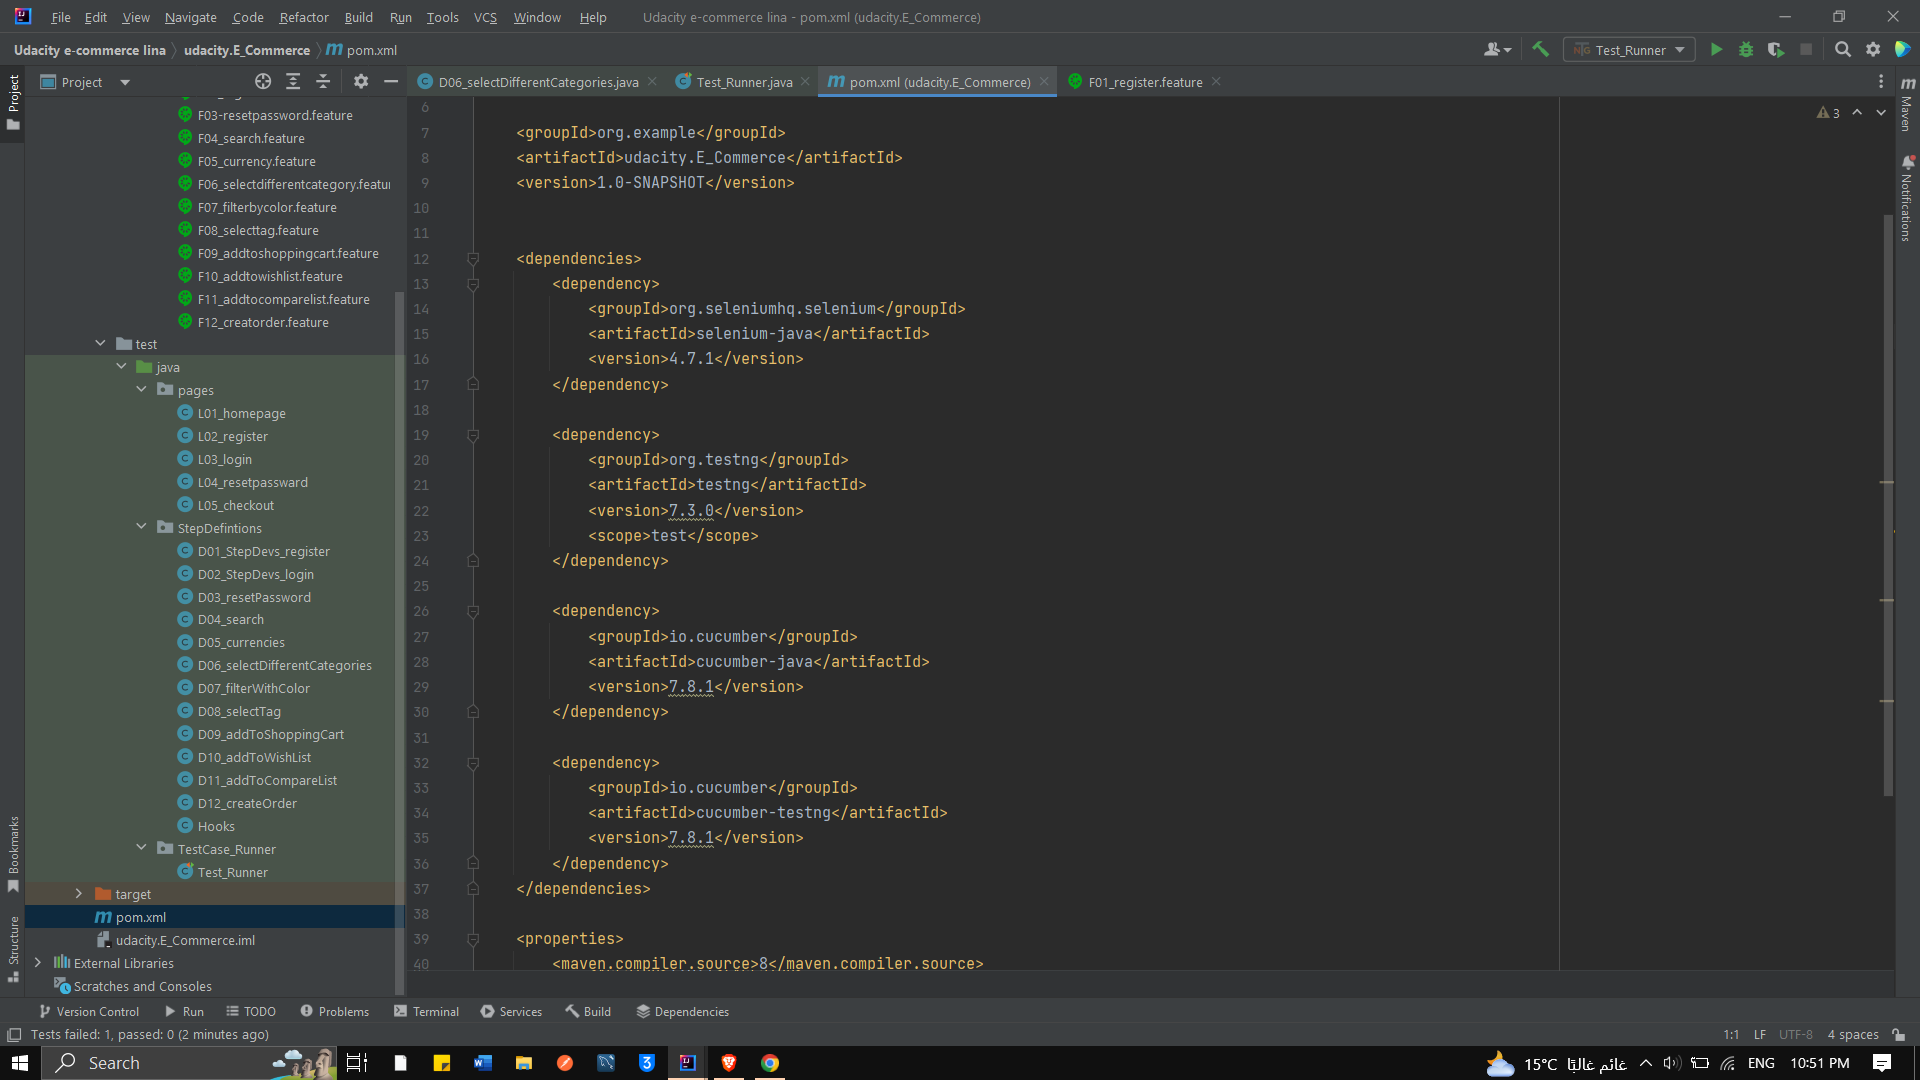 File Edit View Navigate Code Refactor Build Run Tools VCS Window Help Udacity e-commerce lina - pom.xml (udacity.E_Commerce)
Udacity e-commerce lina udacity.E_Commerce m pom.xml Test_Runner
Project
D06_selectDifferentCategories.java Test_Runner.java pom.xml (udacity.E_Commerce) F01_register.feature
F03-resetpassword.feature
F04_search.feature
F05_currency.feature
F06_selectdifferentcategory.featu
F07_filterbycolor.feature
F08_selecttag.feature
F09_addtoshoppingcart.feature
F10_addtowishlist.feature
F11_addtocomparelist.feature
F12_creatorder.feature
test
java
pages
L01_homepage
L02_register
L03_login
L04_resetpassward
L05_checkout
StepDefintions
D01_StepDevs_register
D02_StepDevs_login
D03_resetPassword
D04_search
D05_currencies
D06_selectDifferentCategories
D07_filterWithColor
D08_selectTag
D09_addToShoppingCart
D10_addToWishList
D11_addToCompareList
D12_createOrder
Hooks
TestCase_Runner
Test_Runner
target
pom.xml
udacity.E_Commerce.iml
External Libraries
Scratches and Consoles
6
7 <groupId>org.example</groupId>
8 <artifactId>udacity.E_Commerce</artifactId>
9 <version>1.0-SNAPSHOT</version>
10
11
12 <dependencies>
13 <dependency>
14 <groupId>org.seleniumhq.selenium</groupId>
15 <artifactId>selenium-java</artifactId>
16 <version>4.7.1</version>
17 </dependency>
18
19 <dependency>
20 <groupId>org.testng</groupId>
21 <artifactId>testng</artifactId>
22 <version>7.3.0</version>
23 <scope>test</scope>
24 </dependency>
25
26 <dependency>
27 <groupId>io.cucumber</groupId>
28 <artifactId>cucumber-java</artifactId>
29 <version>7.8.1</version>
30 </dependency>
31
32 <dependency>
33 <groupId>io.cucumber</groupId>
34 <artifactId>cucumber-testng</artifactId>
35 <version>7.8.1</version>
36 </dependency>
37 </dependencies>
38
39 <properties>
40 <maven.compiler.source>8</maven.compiler.source>
3
Maven
Notifications
Project
Bookmarks
Structure
Version Control Run TODO Problems Terminal Services Build Dependencies
Tests failed: 1, passed: 0 (2 minutes ago) 1:1 LF UTF-8 4 spaces
Search 15°C غائم غالبًا ENG 10:51 PM